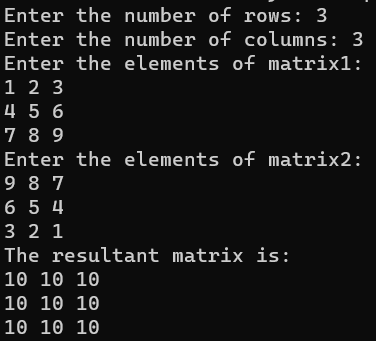 Enter the number of rows: 3
Enter the number of columns: 3
Enter the elements of matrix1:
1 2 3
4 5 6
7 8 9
Enter the elements of matrix2:
9 8 7
6 5 4
3 2 1
The resultant matrix is:
10 10 10
10 10 10
10 10 10